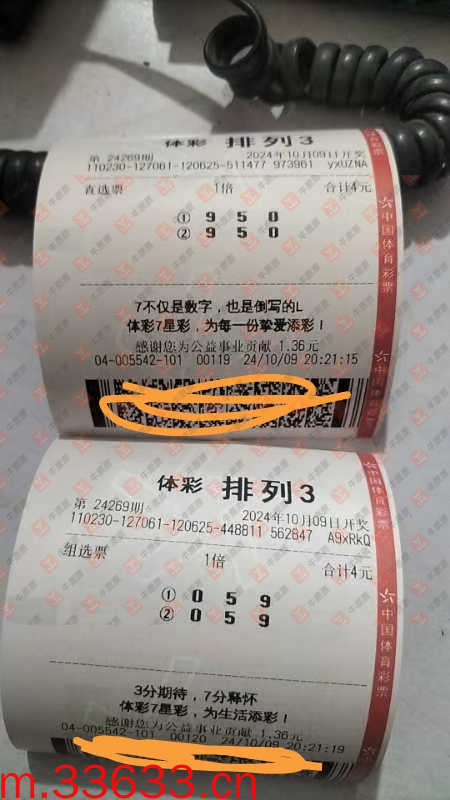 体彩 排列3
第 24269期 2024年10月09日开奖
110230-127061-120625-511477 973961 yxUZNA
直选票 1倍 合计4元
① 9 5 0
② 9 5 0
7不仅是数字，也是倒写的L
体彩7星彩，为每一份挚爱添彩！
感谢您为公益事业贡献 1.36元
04-005542-101 00119 24/10/09 20:21:15
中国体育彩票
体彩 排列3
第 24269期 2024年10月09日开奖
110230-127061-120625-448811 562847 A9xRkQ
组选票 1倍 合计4元
① 0 5 9
② 0 5 9
3分期待，7分释怀
体彩7星彩，为生活添彩！
感谢您为公益事业贡献 1.36元
04-005542-101 00120 24/10/09 20:21:19
中国体育彩票
m.33633.cn